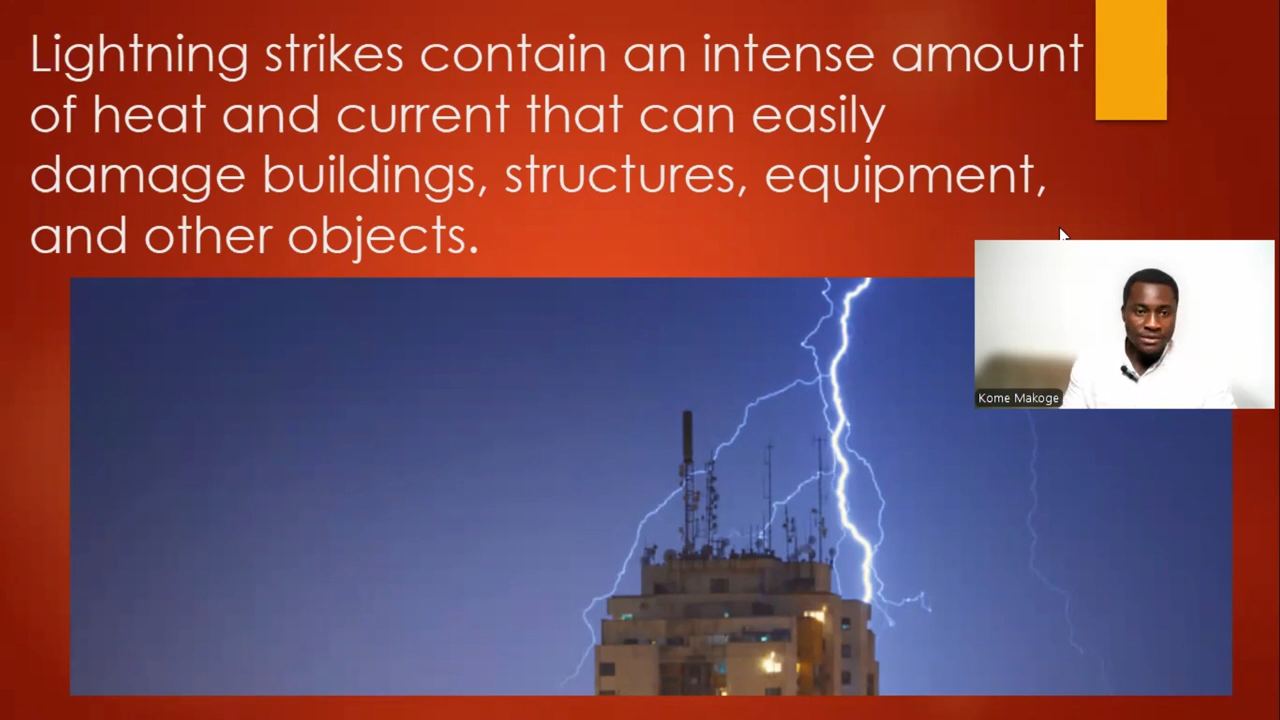 Lightning strikes contain an intense amount
of heat and current that can easily
damage buildings, structures, equipment,
and other objects.
Kome Makoge